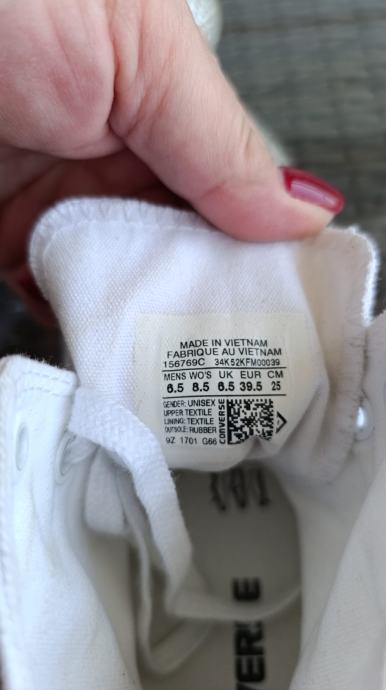 MADE IN VIETNAM
FABRIQUE AU VIETNAM
156769C 34K52KFM00039
MENS WO'S UK EUR CM
6.5 8.5 6.5 39.5 25
GENDER: UNISEX
UPPER: TEXTILE
LINING: TEXTILE
OUTSOLE: RUBBER
CONVERSE
9Z 1701 G66
VERSE